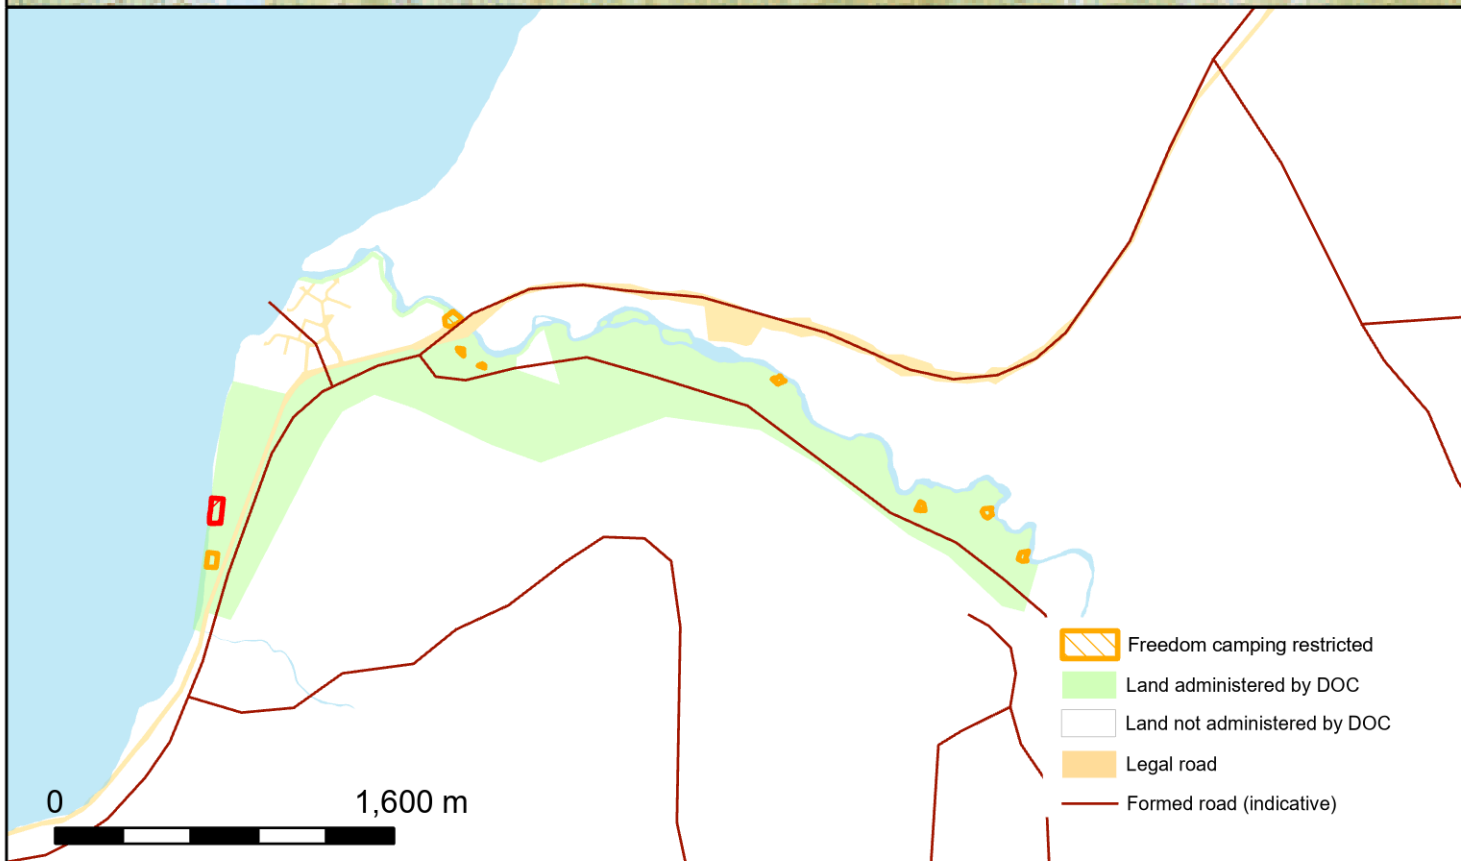 Freedom camping restricted
Land administered by DOC
Land not administered by DOC
Legal road
Formed road (indicative)
0 1,600 m